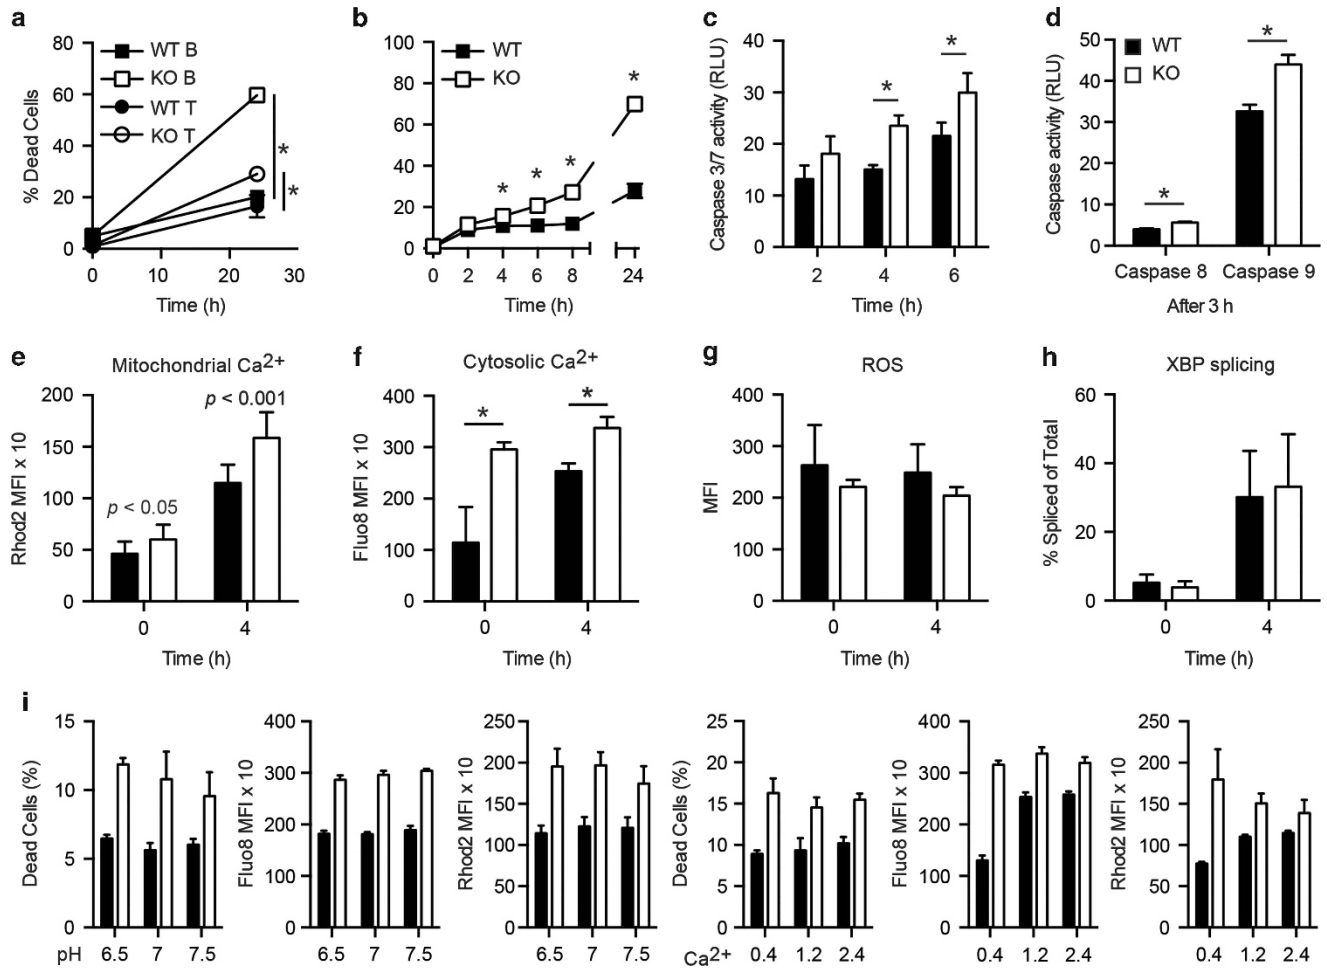 a
% Dead Cells
80
60
40
20
0
WT B
KO B
WT T
KO T
*
*
0 10 20 30
Time (h)
b
100
80
60
40
20
0
WT
KO
* * * *
0 2 4 6 8 24
Time (h)
c
Caspase 3/7 activity (RLU)
40
30
20
10
0
* *
2 4 6
Time (h)
d
Caspase activity (RLU)
50
40
30
20
10
0
WT
KO
* *
Caspase 8 Caspase 9
After 3 h
e
Mitochondrial Ca2+
Rhod2 MFI x 10
200
150
100
50
0
p < 0.05
p < 0.001
0 4
Time (h)
f
Cytosolic Ca2+
Fluo8 MFI x 10
400
300
200
100
0
* *
0 4
Time (h)
g
ROS
MFI
400
300
200
100
0
0 4
Time (h)
h
XBP splicing
% Spliced of Total
60
40
20
0
0 4
Time (h)
i
Dead Cells (%)
15
10
5
0
pH 6.5 7 7.5
Fluo8 MFI x 10
400
300
200
100
0
6.5 7 7.5
Rhod2 MFI x 10
250
200
150
100
50
0
6.5 7 7.5
Dead Cells (%)
25
20
15
10
5
0
Ca2+ 0.4 1.2 2.4
Fluo8 MFI x 10
400
300
200
100
0
0.4 1.2 2.4
Rhod2 MFI x 10
250
200
150
100
50
0
0.4 1.2 2.4